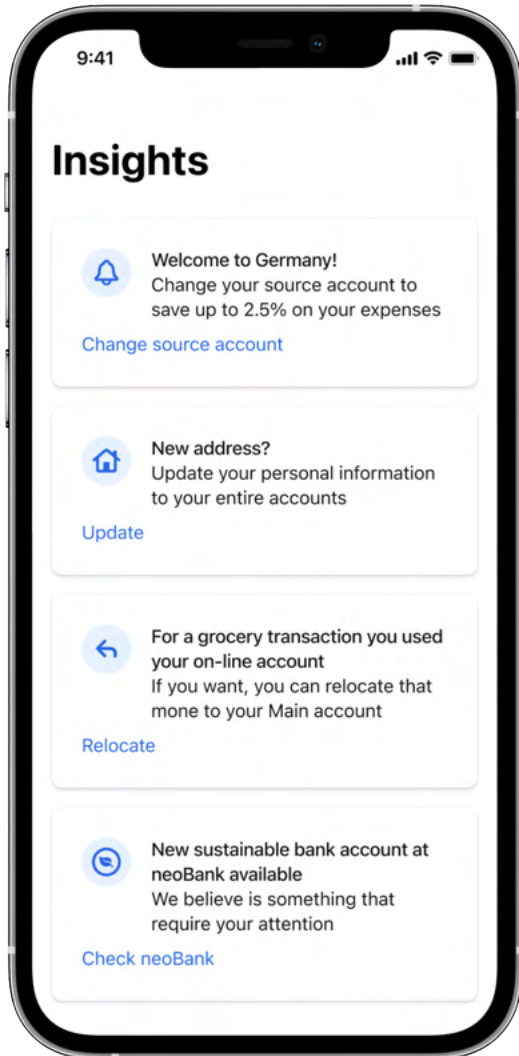 9:41
Insights
Welcome to Germany!
Change your source account to
save up to 2.5% on your expenses
Change source account
New address?
Update your personal information
to your entire accounts
Update
For a grocery transaction you used
your on-line account
If you want, you can relocate that
mone to your Main account
Relocate
New sustainable bank account at
neoBank available
We believe is something that
require your attention
Check neoBank